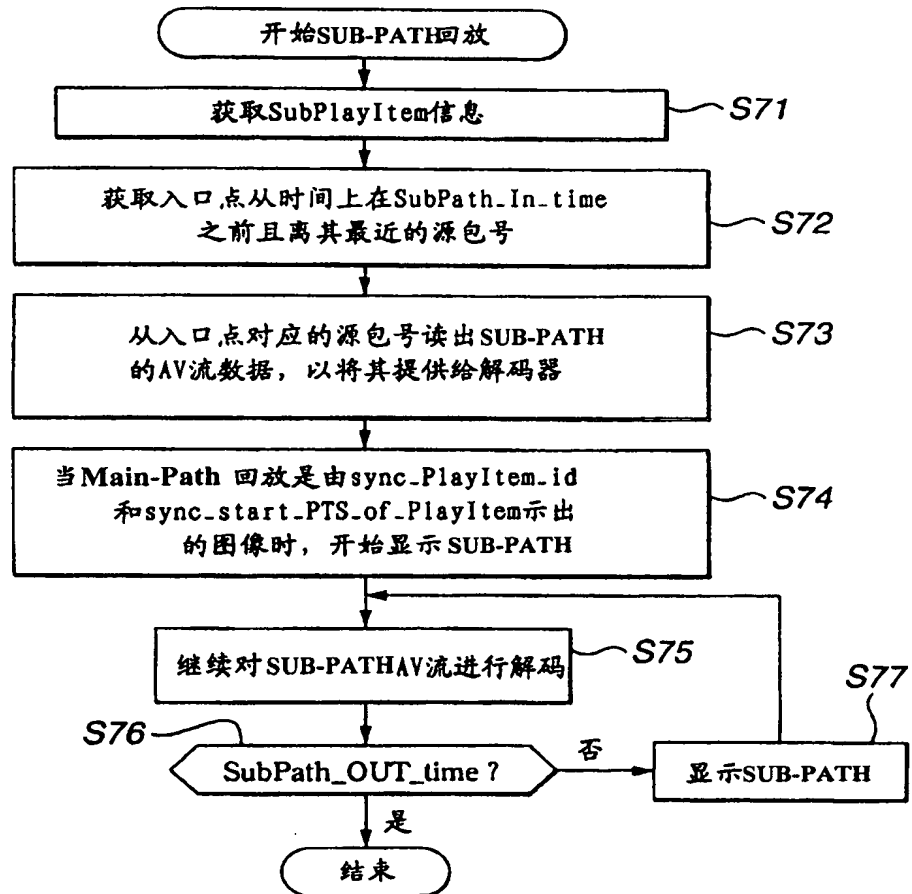 开始SUB-PATH回放
获取SubPlayItem信息
S71
获取入口点从时间上在SubPath_In_time
之前且离其最近的源包号
S72
从入口点对应的源包号读出SUB-PATH
的AV流数据，以将其提供给解码器
S73
当Main-Path 回放是由sync_PlayItem_id
和sync_start_PTS_of_PlayItem示出
的图像时，开始显示SUB-PATH
S74
继续对SUB-PATHAV流进行解码
S75
S76
SubPath_OUT_time？
否
S77
显示SUB-PATH
是
结束